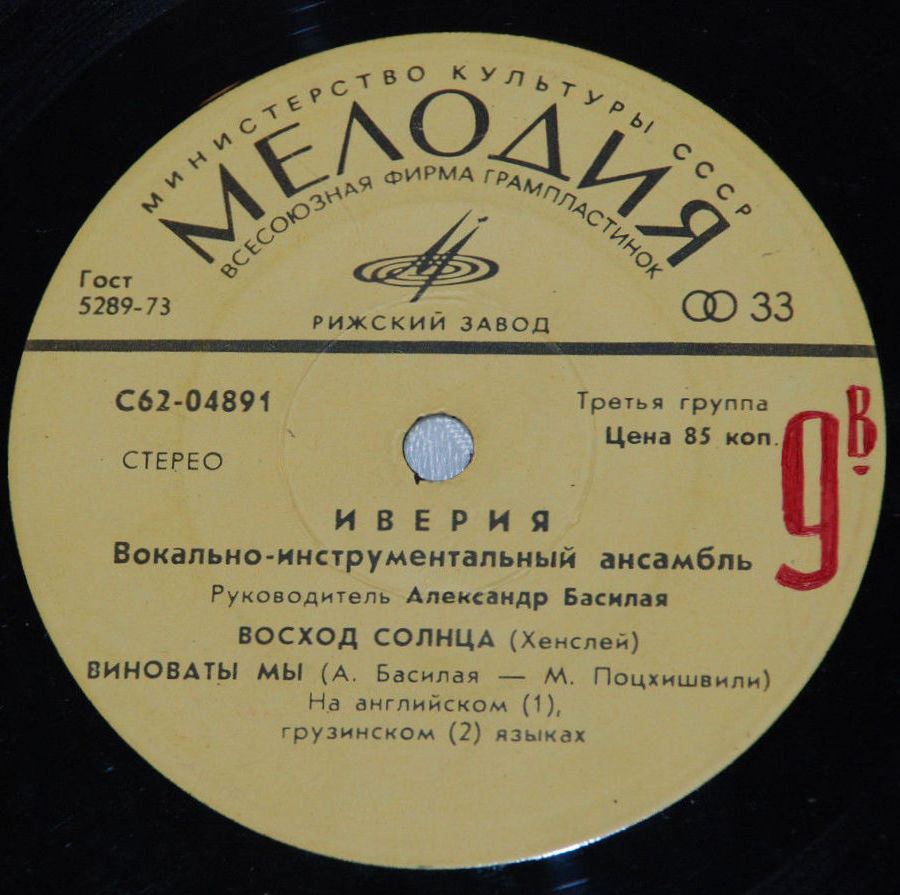 МИНИСТЕРСТВО КУЛЬТУРЫ СССР
МЕЛОДИЯ
ВСЕСОЮЗНАЯ ФИРМА ГРАМПЛАСТИНОК
Гост
5289-73
33
РИЖСКИЙ ЗАВОД
С62-04891
Третья группа
Цена 85 коп.
СТЕРЕО
9В
ИВЕРИЯ
Вокально-инструментальный ансамбль
Руководитель Александр Басилая
ВОСХОД СОЛНЦА (Хенслей)
ВИНОВАТЫ МЫ (А. Басилая — М. Поцхишвили)
На английском (1),
грузинском (2) языках